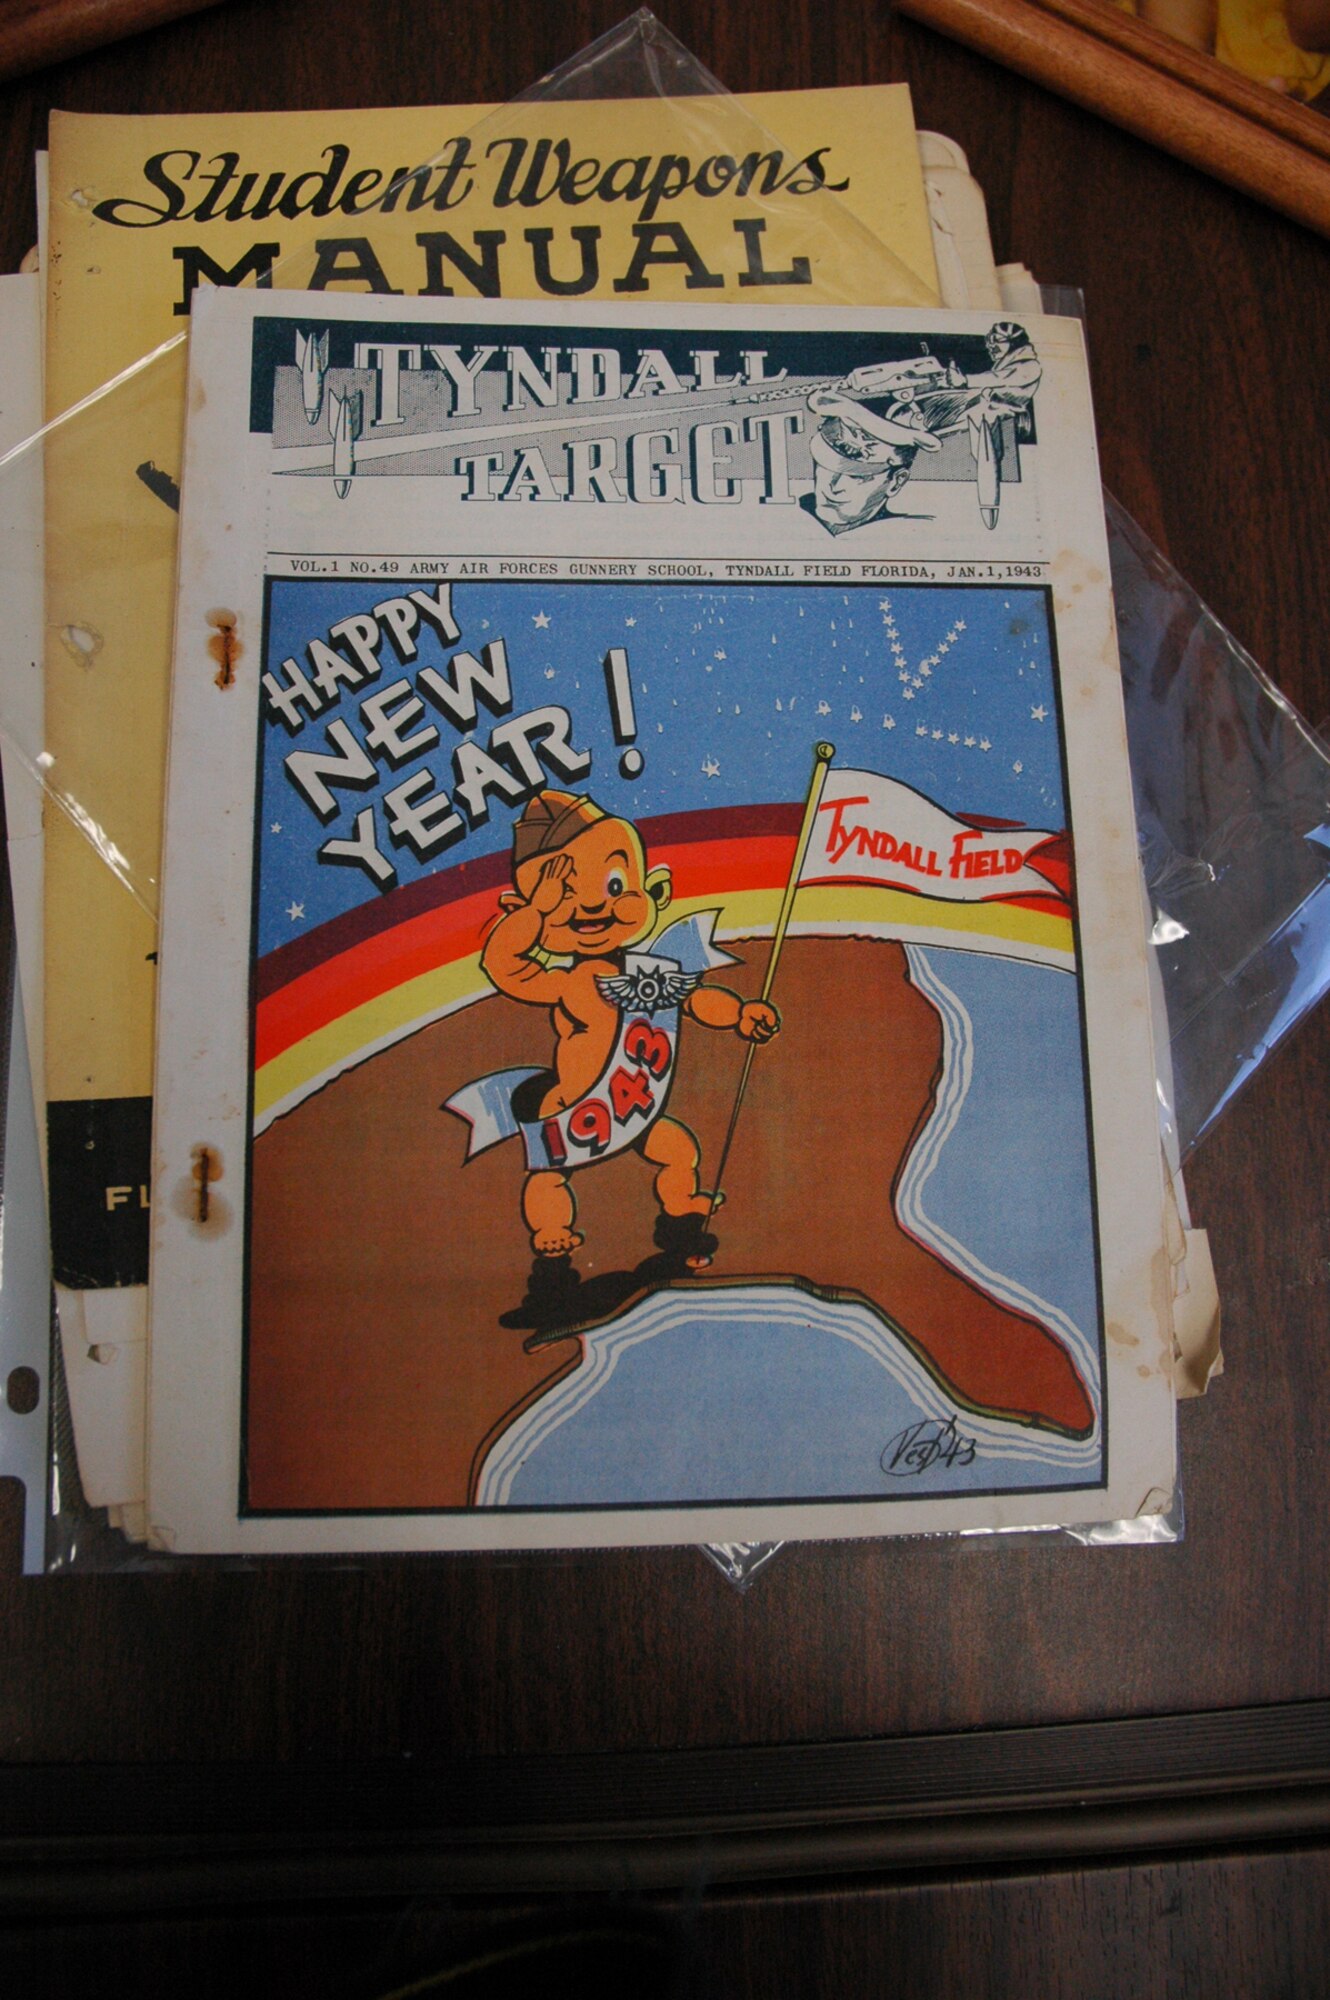 Student Weapons
MANUAL
TYNDALL
TARGET
VOL.1 NO.49 ARMY AIR FORCES GUNNERY SCHOOL, TYNDALL FIELD FLORIDA, JAN.1,1943
HAPPY
NEW
YEAR!
TYNDALL FIELD
1943
FL